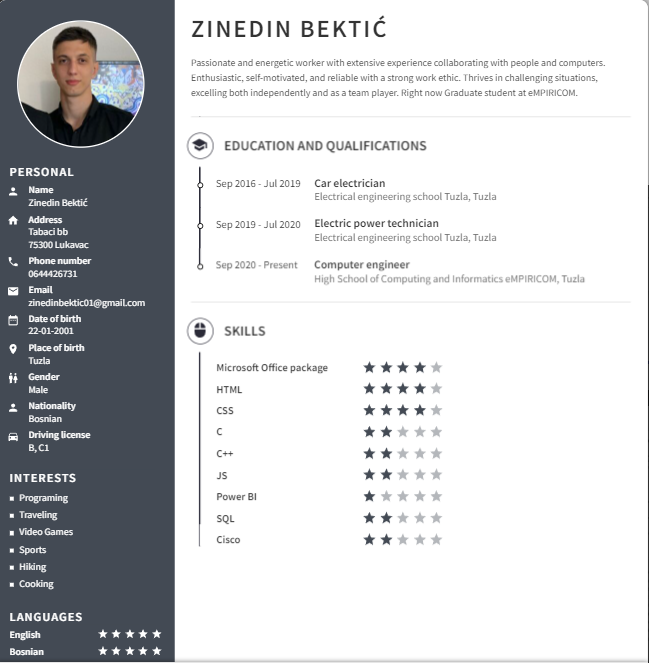 ZINEDIN BEKTIĆ
Passionate and energetic worker with extensive experience collaborating with people and computers.
Enthusiastic, self-motivated, and reliable with a strong work ethic. Thrives in challenging situations,
excelling both independently and as a team player. Right now Graduate student at eMPIRICOM.
PERSONAL
Name
Zinedin Bektić
Address
Tabaci bb
75300 Lukavac
Phone number
0644426731
Email
zinedinbektic01@gmail.com
Date of birth
22-01-2001
Place of birth
Tuzla
Gender
Male
Nationality
Bosnian
Driving license
B, C1
INTERESTS
Programing
Traveling
Video Games
Sports
Hiking
Cooking
LANGUAGES
English
Bosnian
EDUCATION AND QUALIFICATIONS
Sep 2016 - Jul 2019 Car electrician
Electrical engineering school Tuzla, Tuzla
Sep 2019 - Jul 2020 Electric power technician
Electrical engineering school Tuzla, Tuzla
Sep 2020 - Present Computer engineer
High School of Computing and Informatics eMPIRICOM, Tuzla
SKILLS
Microsoft Office package
HTML
CSS
C
C++
JS
Power BI
SQL
Cisco